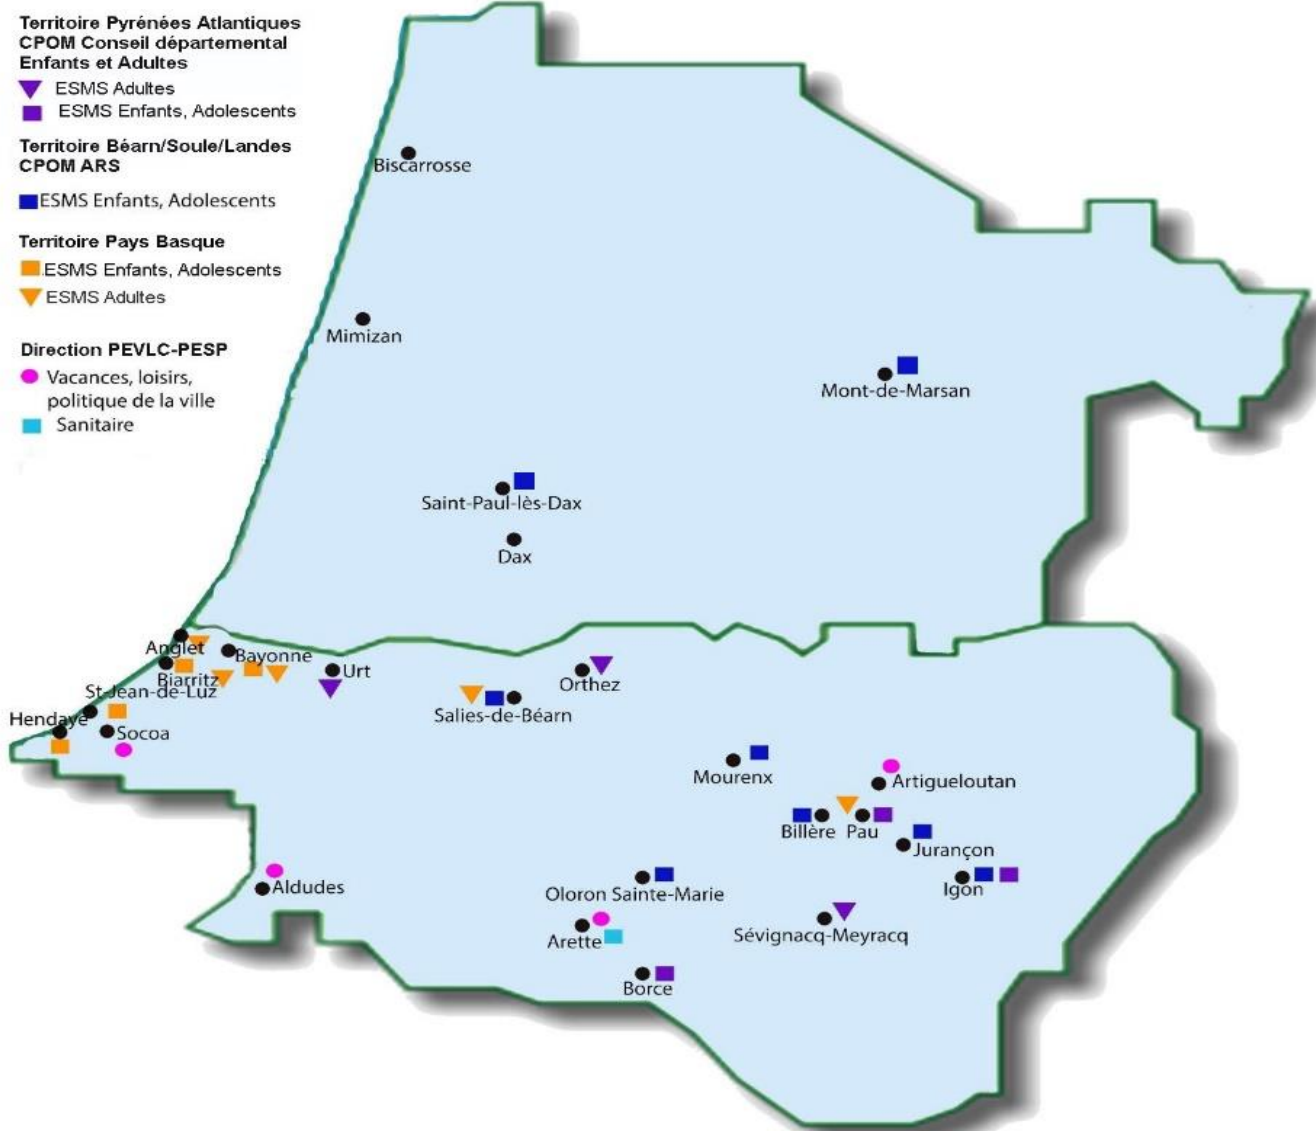 Territoire Pyrénées Atlantiques
CPOM Conseil départemental
Enfants et Adultes
ESMS Adultes
ESMS Enfants, Adolescents
Territoire Béarn/Soule/Landes
CPOM ARS
ESMS Enfants, Adolescents
Territoire Pays Basque
ESMS Enfants, Adolescents
ESMS Adultes
Direction PEVLC-PESP
Vacances, loisirs,
politique de la ville
Sanitaire
Biscarrosse
Mimizan
Mont-de-Marsan
Saint-Paul-lès-Dax
Dax
Anglet
Bayonne
Biarritz
Urt
Orthez
St-Jean-de-Luz
Salies-de-Béarn
Hendaye
Socoa
Mourenx
Artigueloutan
Billère
Pau
Jurançon
Aldudes
Oloron Sainte-Marie
Igon
Sévignacq-Meyracq
Arette
Borce